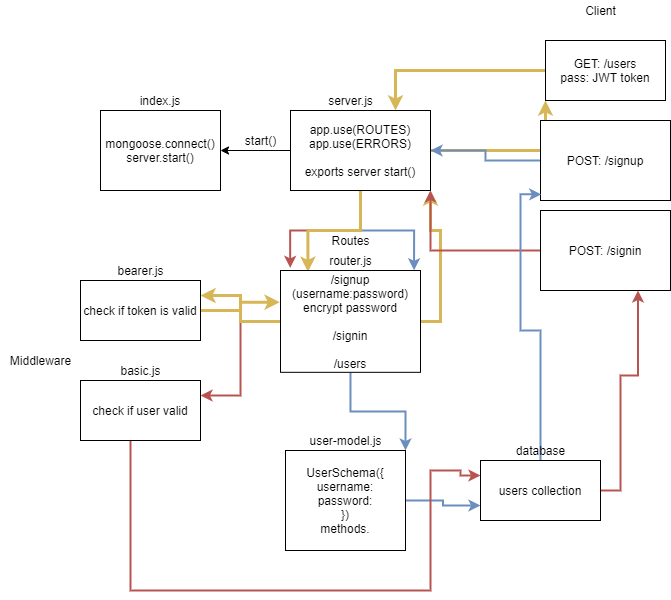 Client
GET: /users
pass: JWT token
index.js
server.js
mongoose.connect()
server.start()
start()
app.use(ROUTES)
app.use(ERRORS)
exports server start()
POST: /signup
POST: /signin
Routes
router.js
/signup
(username:password)
encrypt password
/signin
/users
bearer.js
check if token is valid
Middleware
basic.js
check if user valid
user-model.js
UserSchema({
username:
password:
})
methods.
database
users collection